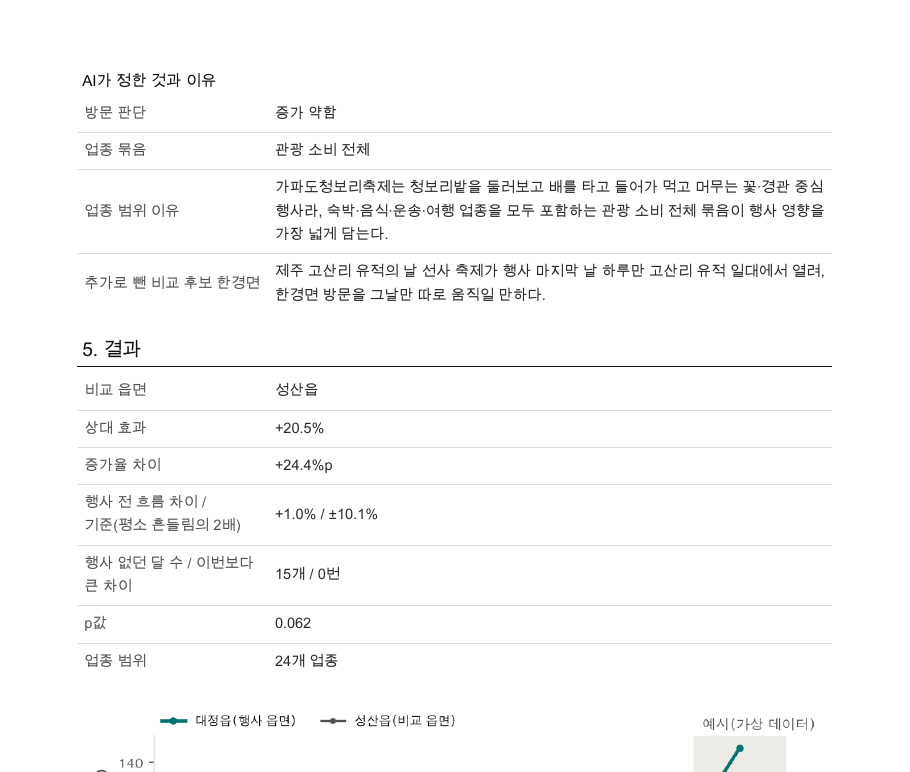 AI가 정한 것과 이유
방문 판단 증가 약함
업종 묶음 관광 소비 전체
업종 범위 이유 가파도청보리축제는 청보리밭을 둘러보고 배를 타고 들어가 먹고 머무는 꽃·경관 중심
행사라, 숙박·음식·운송·여행 업종을 모두 포함하는 관광 소비 전체 묶음이 행사 영향을
가장 넓게 담는다.
추가로 뺀 비교 후보 한경면 제주 고산리 유적의 날 선사 축제가 행사 마지막 날 하루만 고산리 유적 일대에서 열려,
한경면 방문을 그날만 따로 움직일 만하다.
5. 결과
비교 읍면 성산읍
상대 효과 +20.5%
증가율 차이 +24.4%p
행사 전 흐름 차이 /
기준(평소 흔들림의 2배) +1.0% / ±10.1%
행사 없던 달 수 / 이번보다
큰 차이 15개 / 0번
p값 0.062
업종 범위 24개 업종
대정읍(행사 읍면) 성산읍(비교 읍면)
예시(가상 데이터)
140